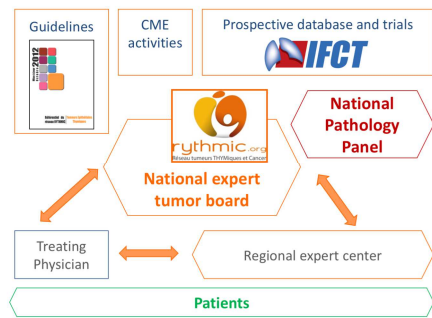 Guidelines
2012
CME
activities
Prospective database and trials
IFCT
rythmic.org
Réseau tumeurs THYMiques et Cancer
National expert
tumor board
National
Pathology
Panel
Treating
Physician
Regional expert center
Patients